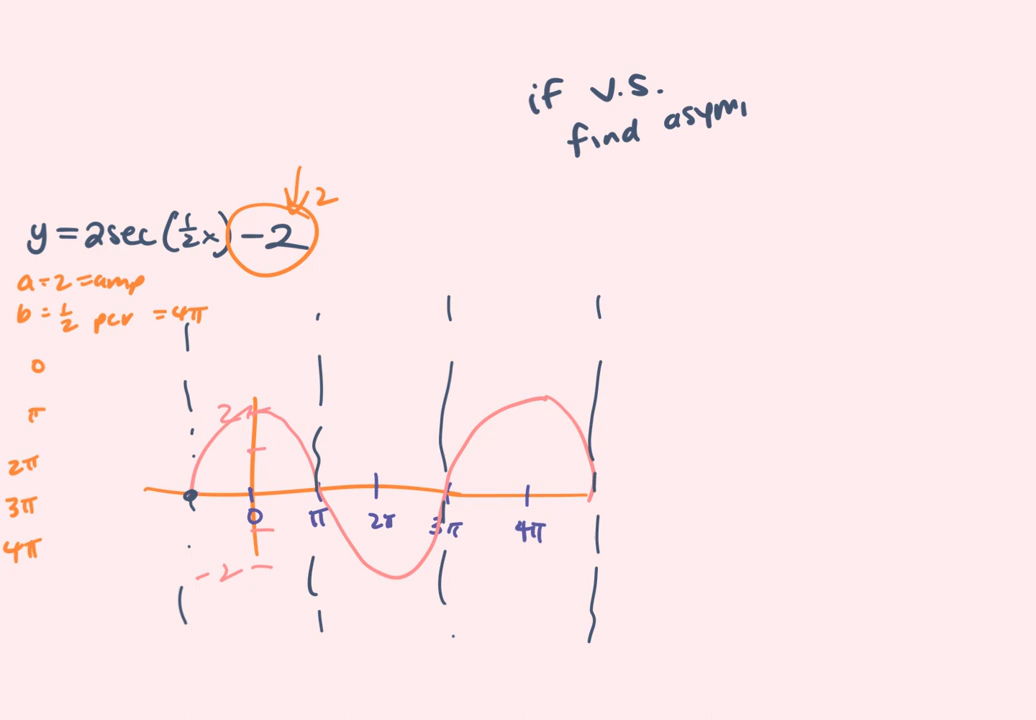 if v.s.
find asym,
↓2
y = 2sec(½x) -2
a = 2 = amp
b = ½ per = 4π
0
π
2π
3π
4π
2
0 π 2π 3π 4π
-2